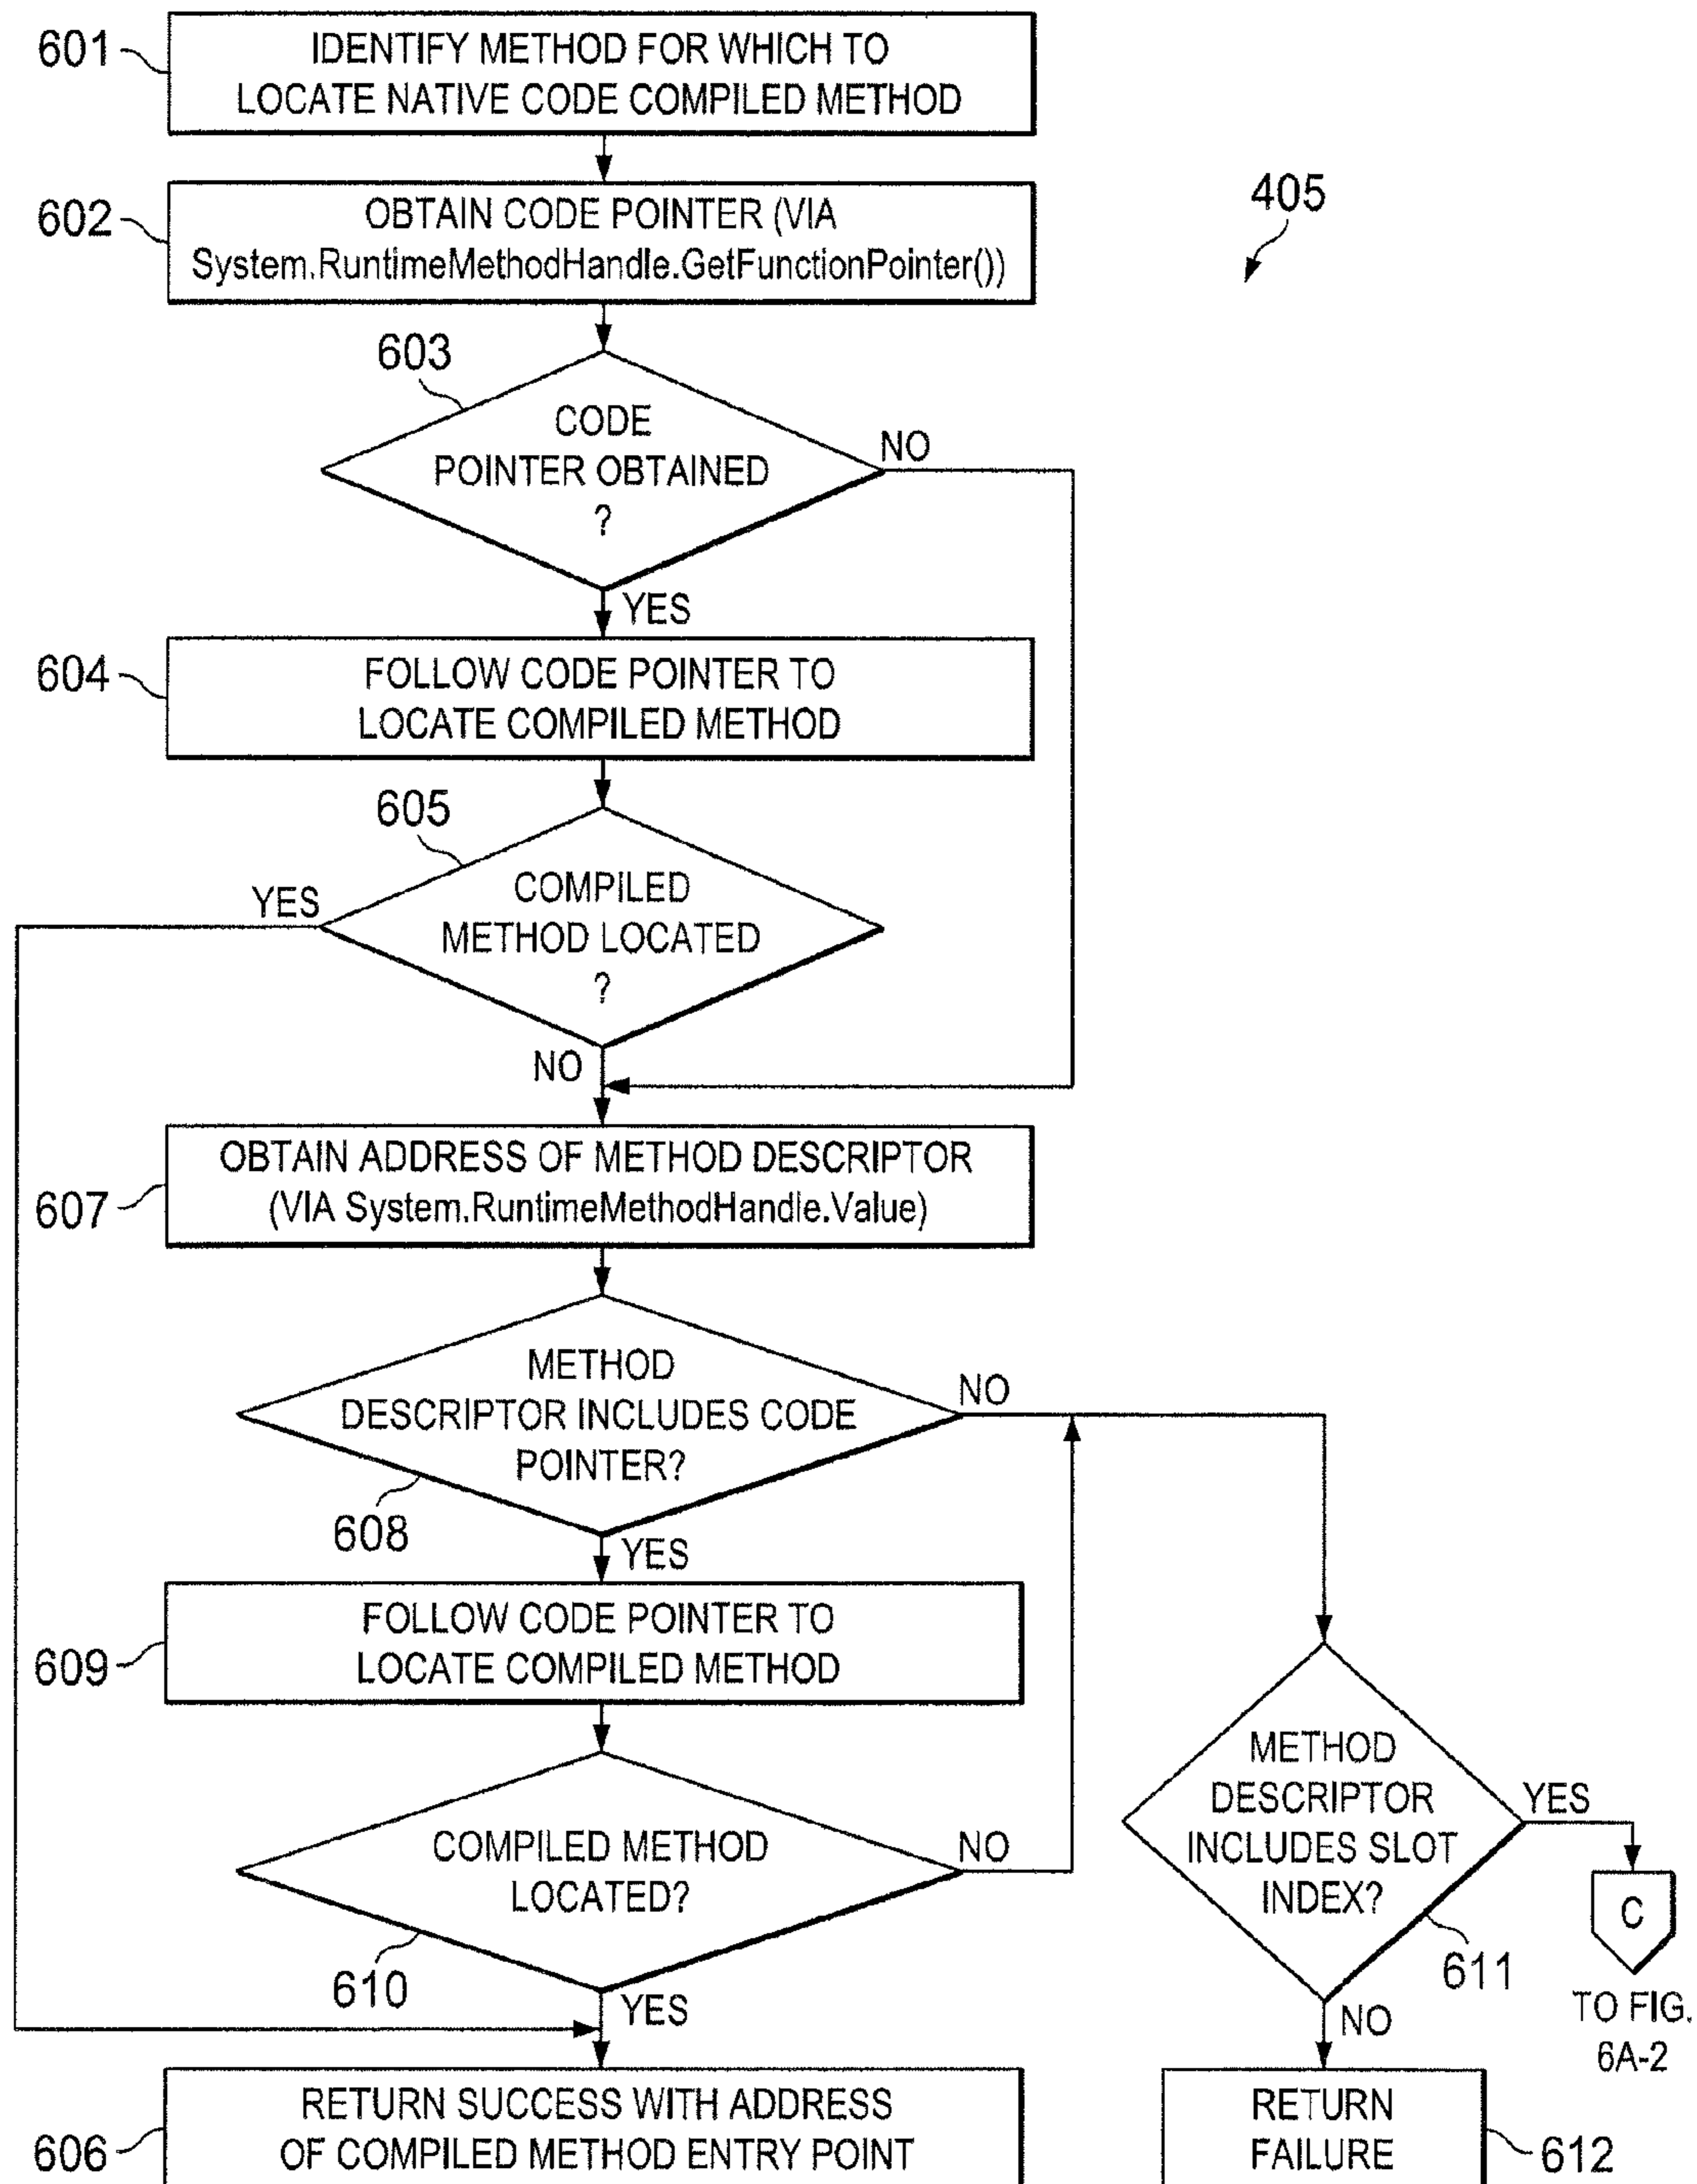 601
IDENTIFY METHOD FOR WHICH TO
LOCATE NATIVE CODE COMPILED METHOD
602
OBTAIN CODE POINTER (VIA
System.RuntimeMethodHandle.GetFunctionPointer())
405
603
CODE
POINTER OBTAINED
?
NO
YES
604
FOLLOW CODE POINTER TO
LOCATE COMPILED METHOD
605
COMPILED
METHOD LOCATED
?
YES
NO
607
OBTAIN ADDRESS OF METHOD DESCRIPTOR
(VIA System.RuntimeMethodHandle.Value)
METHOD
DESCRIPTOR INCLUDES CODE
POINTER?
NO
608
YES
609
FOLLOW CODE POINTER TO
LOCATE COMPILED METHOD
COMPILED METHOD
LOCATED?
NO
610
YES
METHOD
DESCRIPTOR
INCLUDES SLOT
INDEX?
YES
611
C
TO FIG.
6A-2
NO
606
RETURN SUCCESS WITH ADDRESS
OF COMPILED METHOD ENTRY POINT
RETURN
FAILURE
612